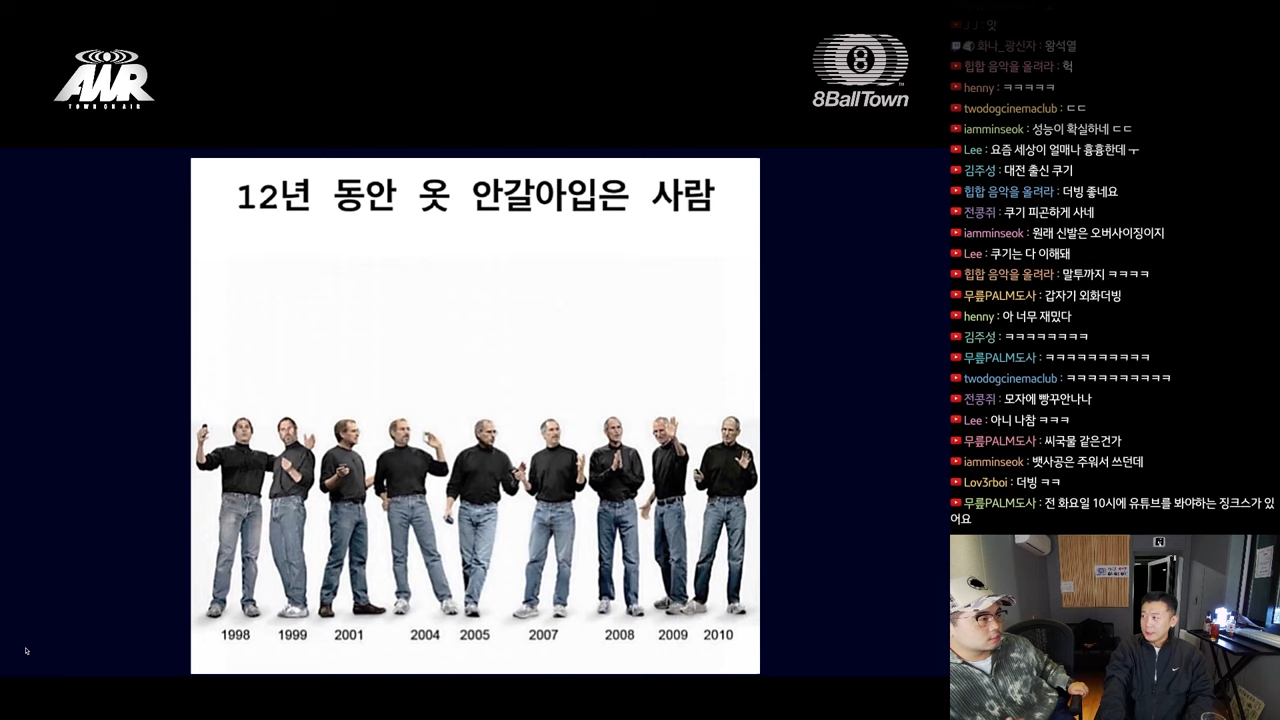 AIR
TOWN ON AIR
8
8BallTown
12년 동안 옷 안갈아입은 사람
1998 1999 2001 2004 2005 2007 2008 2009 2010
화나_광신자 : 왕석열
힙합 음악을 올려라 : 헉
henny : ㅋㅋㅋㅋㅋ
twodogcinemaclub : ㄷㄷ
iamminseok : 성능이 확실하네 ㄷㄷ
Lee : 요즘 세상이 얼매나 흉흉한데 ㅜ
김주성 : 대전 출신 쿠기
힙합 음악을 올려라 : 더빙 좋네요
전콩쥐 : 쿠기 피곤하게 사네
iamminseok : 원래 신발은 오버사이징이지
Lee : 쿠기는 다 이해돼
힙합 음악을 올려라 : 말투까지 ㅋㅋㅋㅋ
무릎PALM도사 : 갑자기 외화더빙
henny : 아 너무 재밌다
김주성 : ㅋㅋㅋㅋㅋㅋㅋㅋ
무릎PALM도사 : ㅋㅋㅋㅋㅋㅋㅋㅋㅋㅋ
twodogcinemaclub : ㅋㅋㅋㅋㅋㅋㅋㅋㅋㅋ
전콩쥐 : 모자에 빵꾸안나나
Lee : 아니 나참 ㅋㅋㅋ
무릎PALM도사 : 씨국물 같은건가
iamminseok : 뱃사공은 주워서 쓰던데
Lov3rboi : 더빙 ㅋㅋ
무릎PALM도사 : 전 화요일 10시에 유튜브를 봐야하는 징크스가 있
어요